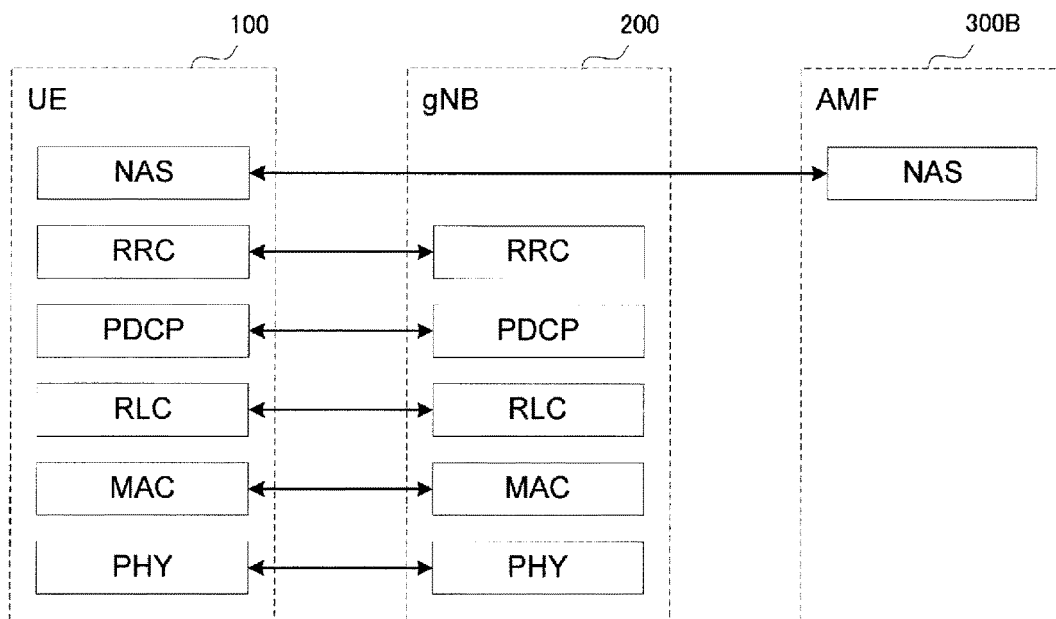 100 200 300B
UE gNB AMF
NAS NAS
RRC RRC
PDCP PDCP
RLC RLC
MAC MAC
PHY PHY